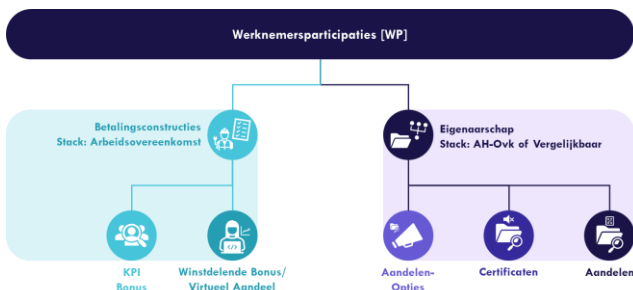 Werknemersparticipaties [WP]
Betalingsconstructies
Stack: Arbeidsovereenkomst
Eigenaarschap
Stack: AH-Ovk of Vergelijkbaar
KPI
Bonus
Winstdelende Bonus/
Virtueel Aandeel
Aandelen-
Opties
Certificaten
Aandelen